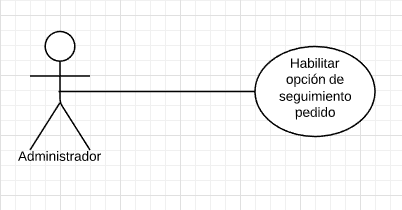 Habilitar
opción de
seguimiento
pedido
Administrador